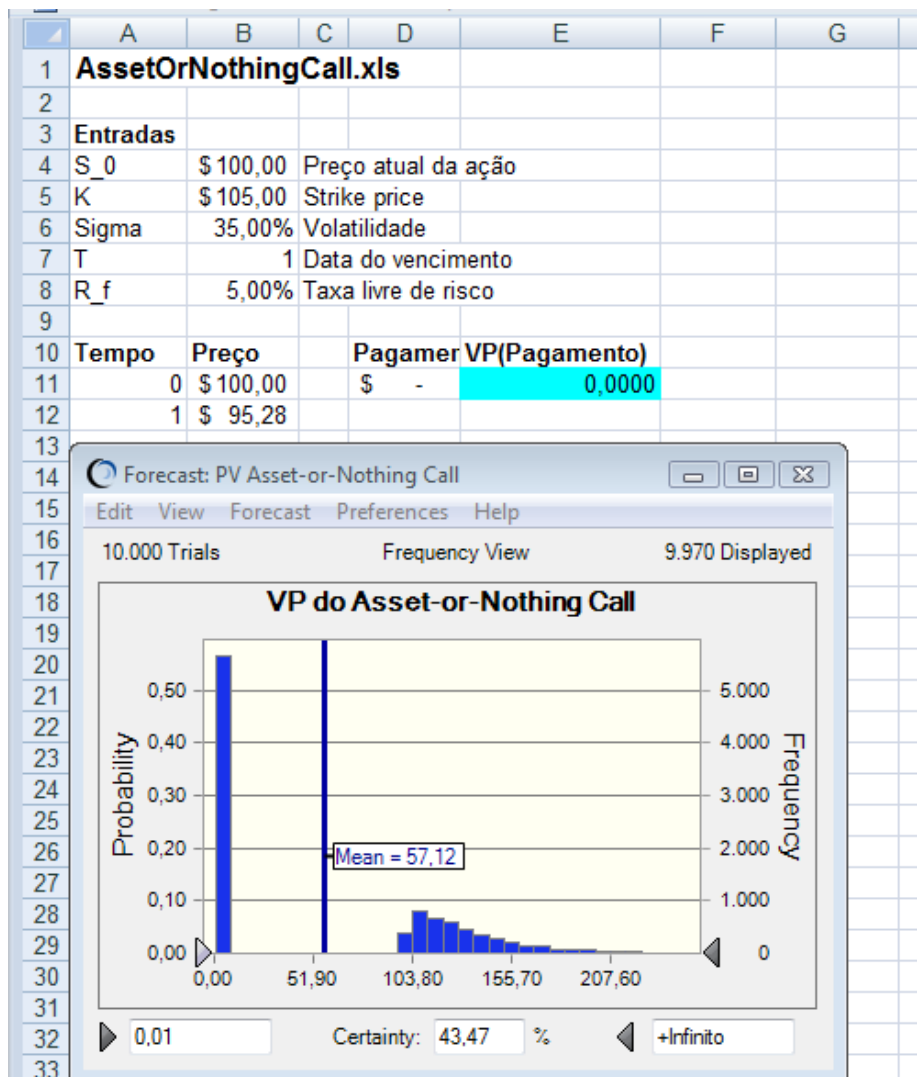 A B C D E F G
1 AssetOrNothingCall.xls
2
3 Entradas
4 S_0 $ 100,00 Preço atual da ação
5 K $ 105,00 Strike price
6 Sigma 35,00% Volatilidade
7 T 1 Data do vencimento
8 R_f 5,00% Taxa livre de risco
9
10 Tempo Preço Pagamer VP(Pagamento)
11 0 $ 100,00 $ - 0,0000
12 1 $ 95,28
13
14 Forecast: PV Asset-or-Nothing Call
15 Edit View Forecast Preferences Help
16 10.000 Trials Frequency View 9.970 Displayed
17
18 VP do Asset-or-Nothing Call
19
20
21 0,50 5.000
22
23 0,40 4.000
24
25 0,30 3.000
Probability Frequency
26 0,20 Mean = 57,12 2.000
27
28 0,10 1.000
29 0,00 0
30 0,00 51,90 103,80 155,70 207,60
31
32 0,01 Certainty: 43,47 % +Infinito
33